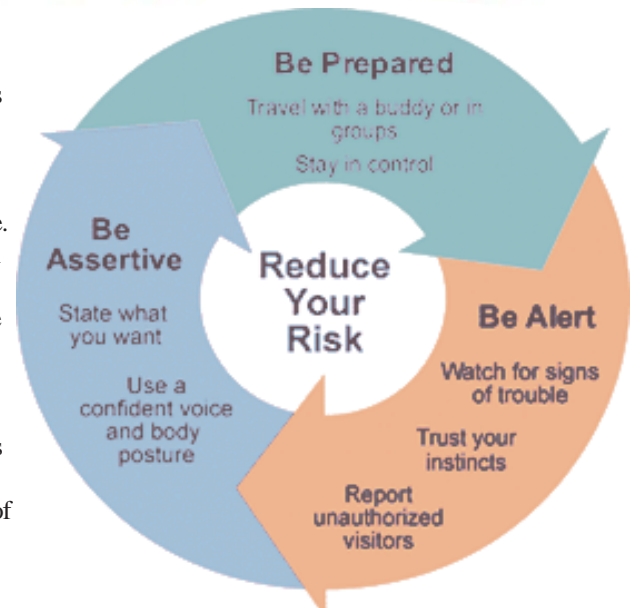 Be Prepared
Travel with a buddy or in
groups
Stay in control
Be Alert
Watch for signs
of trouble
Trust your
instincts
Report
unauthorized
visitors
Be
Assertive
State what
you want
Use a
confident voice
and body
posture
Reduce
Your
Risk
of